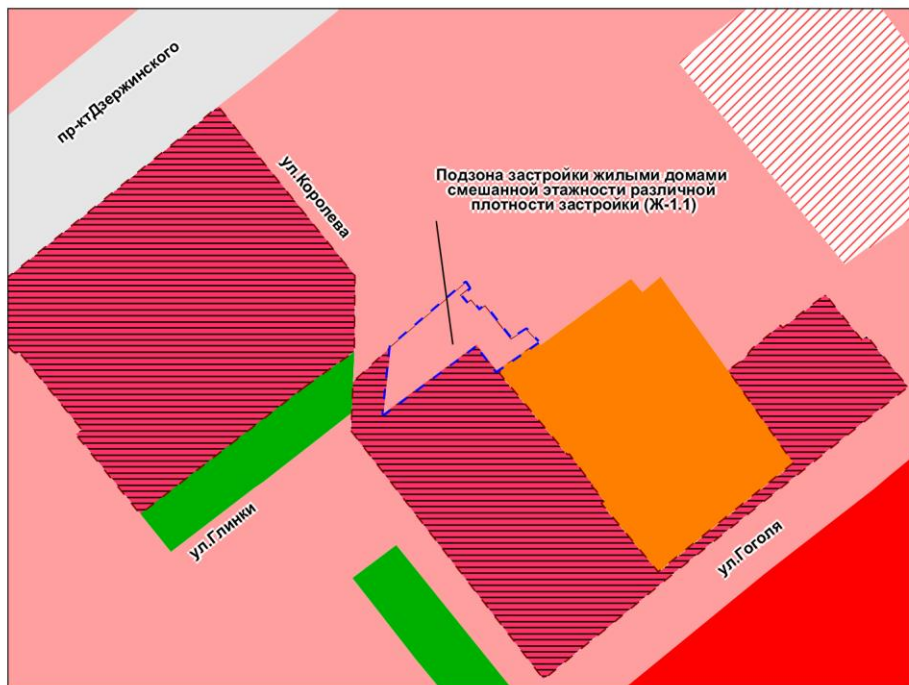 пр-ктДзержинского
ул.Королева
Подзона застройки жилыми домами
смешанной этажности различной
плотности застройки (Ж-1.1)
ул.Глинки
ул.Гоголя